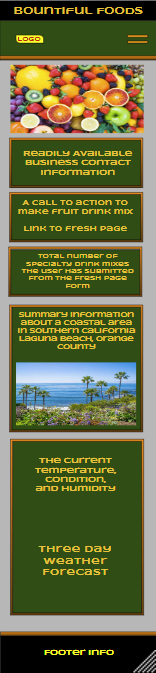 Bountiful Foods
LOGO
Readily Available
Business Contact
Information
A call to action to
make fruit drink mix
Link to Fresh Page
Total number of
specialty drink mixes
the user has submitted
from the fresh page
form
Summary information
about a coastal area
in southern California
Laguna Beach, Orange
County
The current
temperature,
condition,
and humidity
Three day
weather
forecast
Footer Info